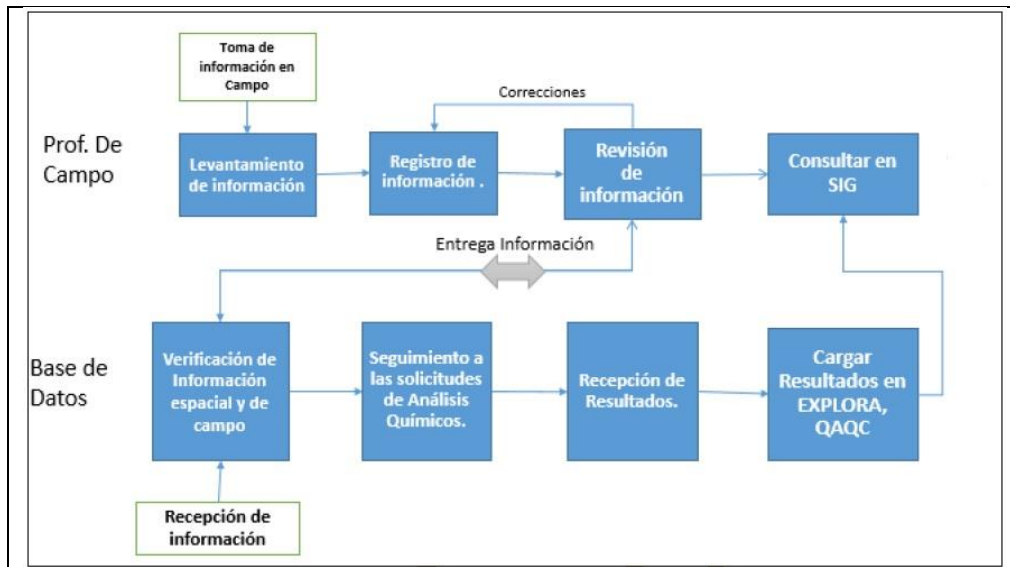 Toma de
información en
Campo
Correcciones
Prof. De
Campo
Levantamiento
de información
Registro de
información .
Revisión
de
información
Consultar en
SIG
Entrega Información
Base de
Datos
Verificación de
Información
espacial y de
campo
Seguimiento a
las solicitudes
de Análisis
Químicos.
Recepción de
Resultados.
Cargar
Resultados en
EXPLORA,
QAQC
Recepción de
información